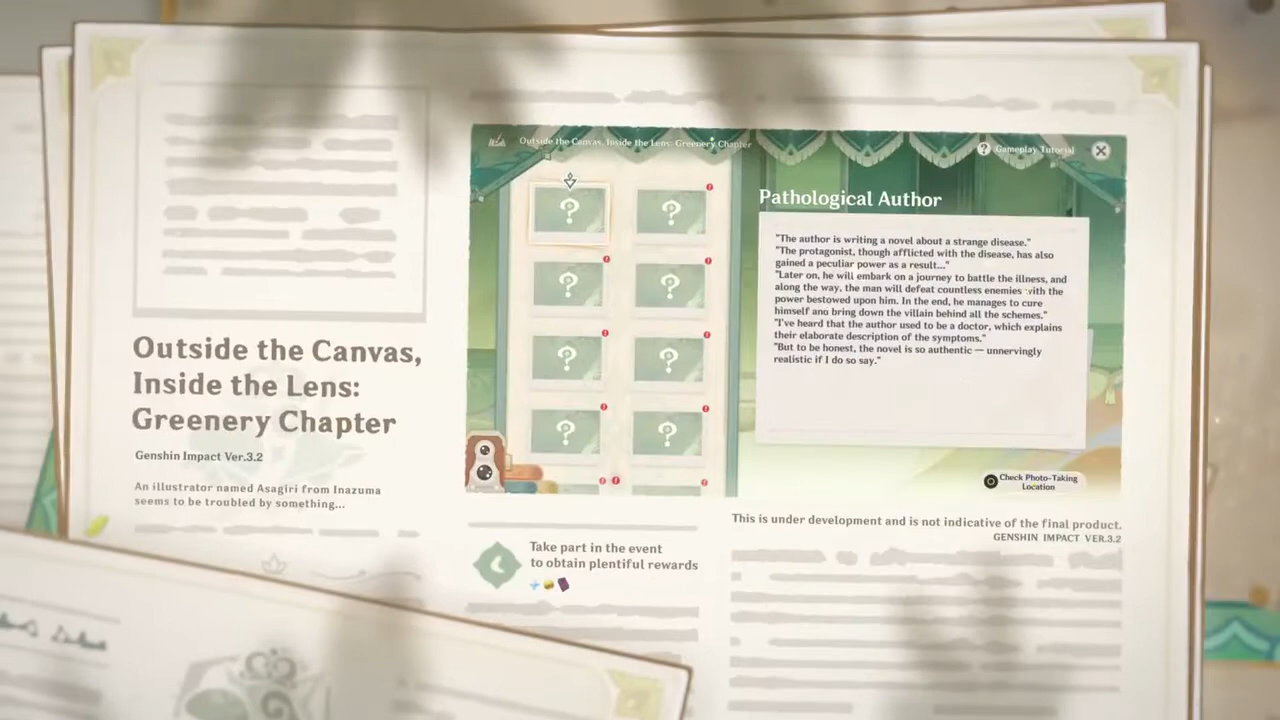 Outside the Canvas,
Inside the Lens:
Greenery Chapter
Genshin Impact Ver.3.2
An illustrator named Asagiri from Inazuma
seems to be troubled by something...
Outside the Canvas, Inside the Lens: Greenery Chapter
? Gameplay Tutorial
Pathological Author
"The author is writing a novel about a strange disease."
"The protagonist, though afflicted with the disease, has also
gained a peculiar power as a result..."
"Later on, he will embark on a journey to battle the illness, and
along the way, the man will defeat countless enemies with the
power bestowed upon him. In the end, he manages to cure
himself and bring down the villain behind all the schemes."
"I've heard that the author used to be a doctor, which explains
their elaborate description of the symptoms."
"But to be honest, the novel is so authentic — unnervingly
realistic if I do so say."
Check Photo-Taking
Location
This is under development and is not indicative of the final product.
GENSHIN IMPACT VER.3.2
Take part in the event
to obtain plentiful rewards